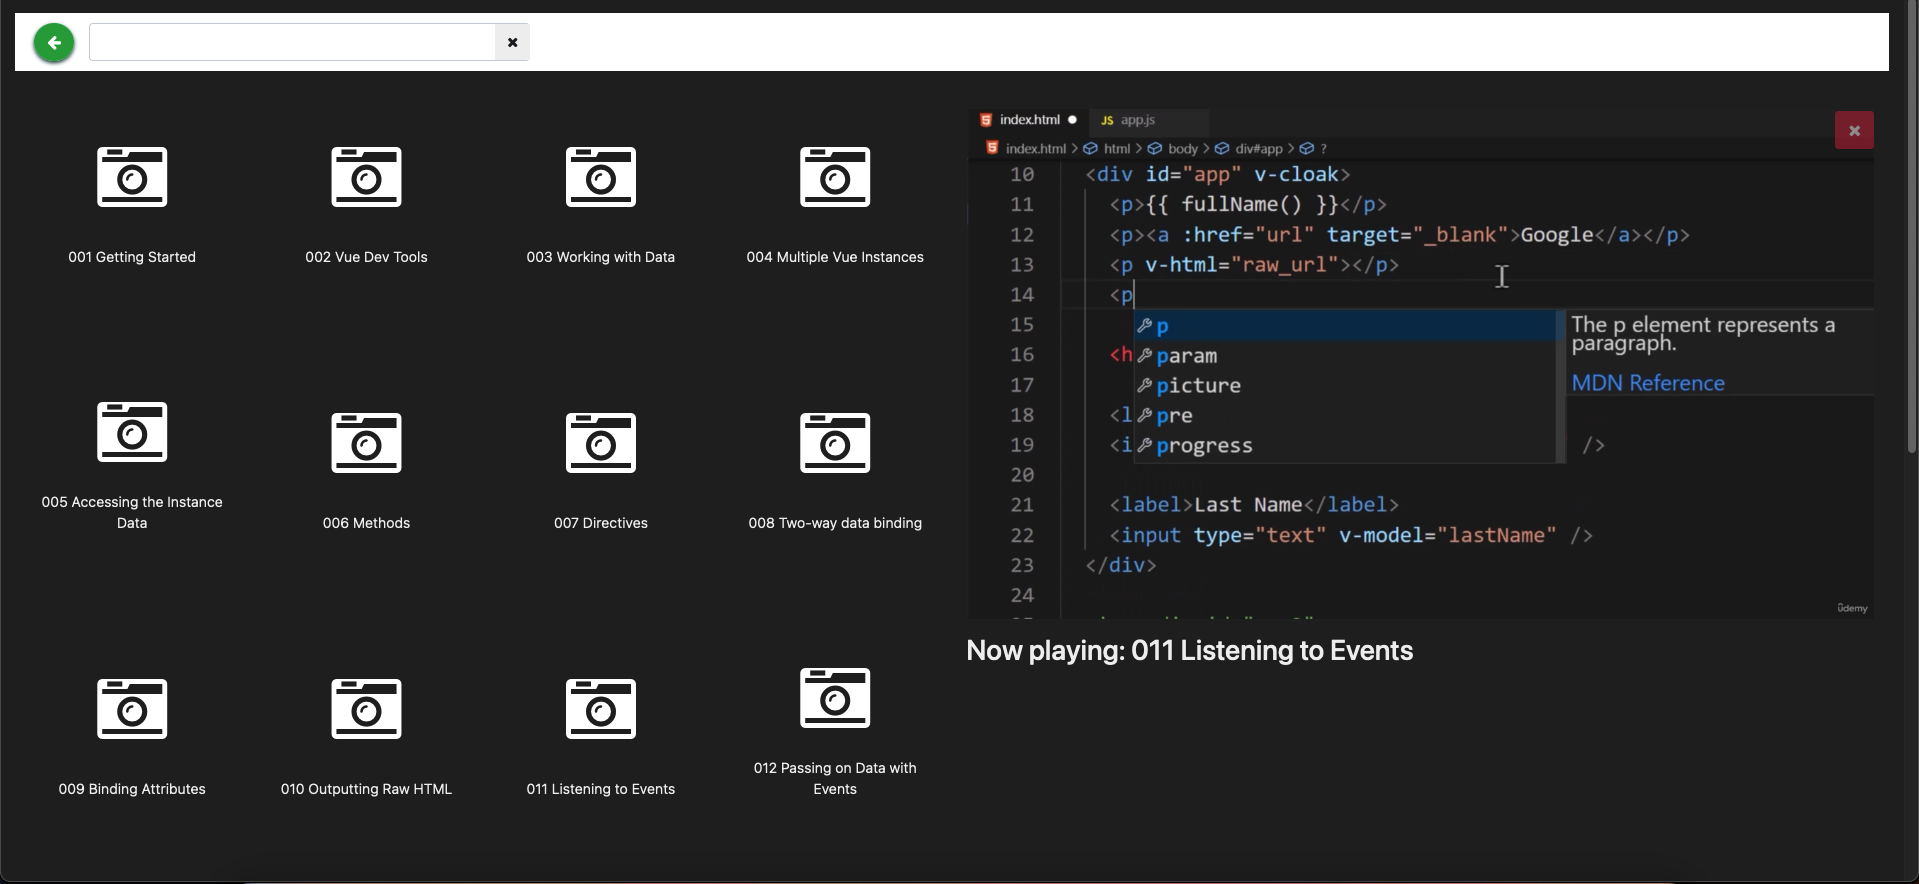 001 Getting Started
002 Vue Dev Tools
003 Working with Data
004 Multiple Vue Instances
005 Accessing the Instance
Data
006 Methods
007 Directives
008 Two-way data binding
009 Binding Attributes
010 Outputting Raw HTML
011 Listening to Events
012 Passing on Data with
Events
index.html
JS app.js
index.html > html > body > div#app > ?
10 <div id="app" v-cloak>
11 <p>{{ fullName() }}</p>
12 <p><a :href="url" target="_blank">Google</a></p>
13 <p v-html="raw_url"></p>
14 <p
15 p
The p element represents a
paragraph.
16 <h param
17 picture
MDN Reference
18 <l pre
19 <i progress />
20
21 <label>Last Name</label>
22 <input type="text" v-model="lastName" />
23 </div>
24
udemy
Now playing: 011 Listening to Events